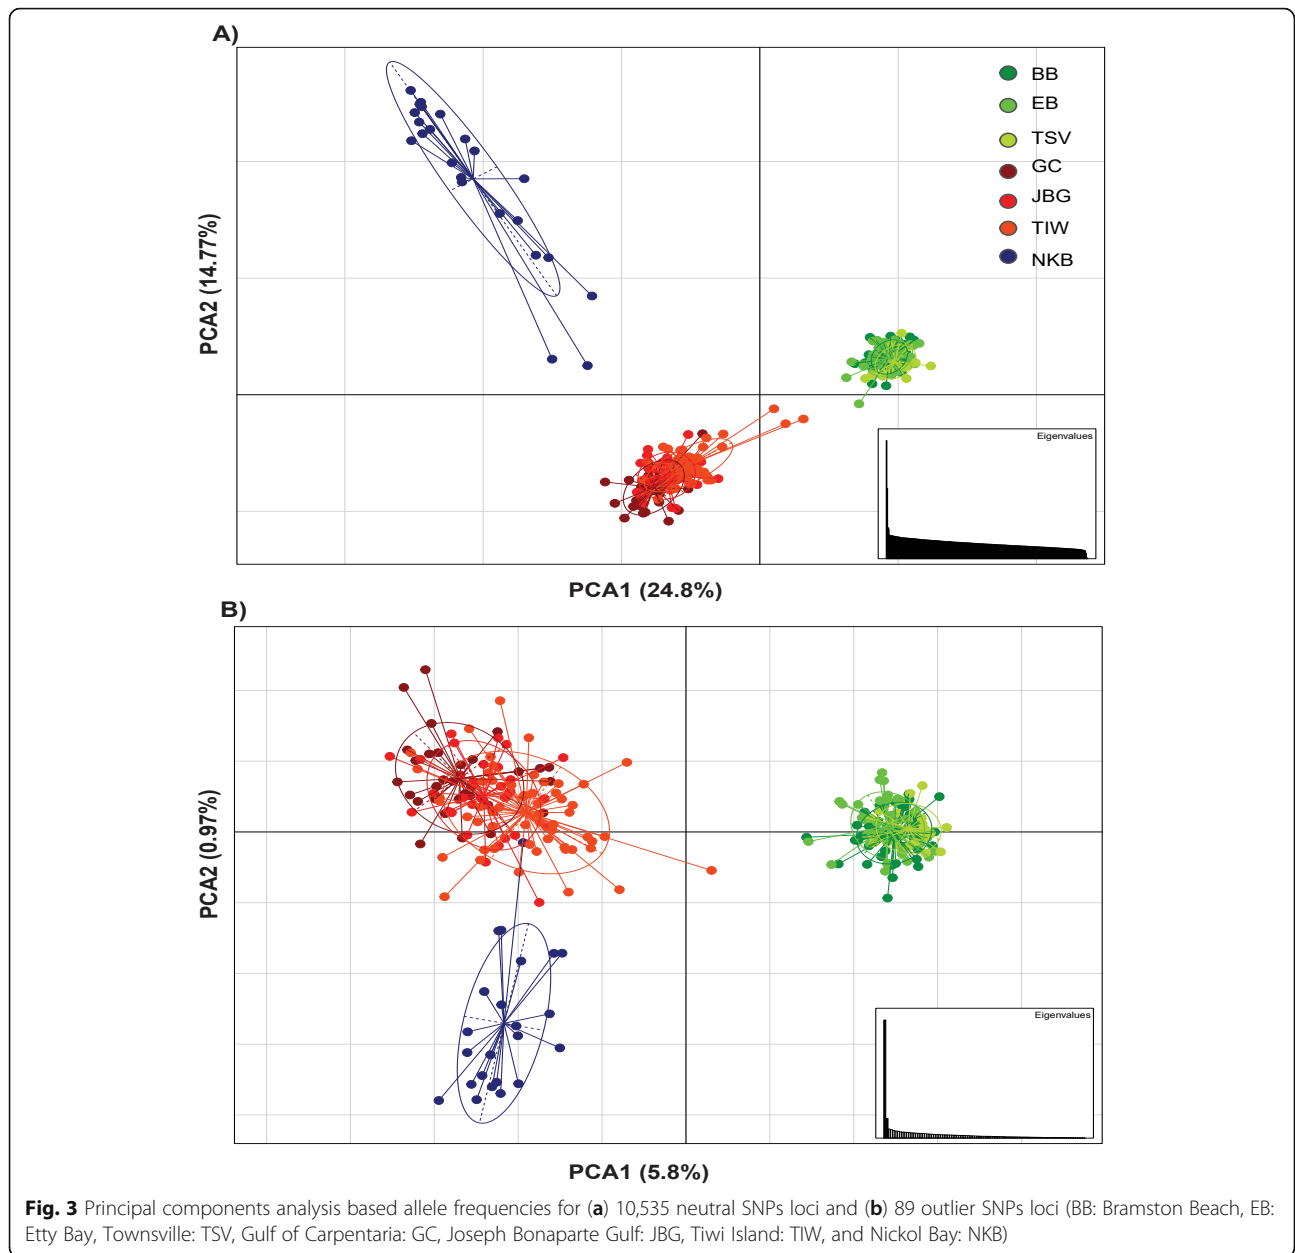 A)
BB
EB
TSV
GC
JBG
TIW
NKB
PCA2 (14.77%)
Eigenvalues
PCA1 (24.8%)
B)
PCA2 (0.97%)
Eigenvalues
PCA1 (5.8%)
Fig. 3 Principal components analysis based allele frequencies for (a) 10,535 neutral SNPs loci and (b) 89 outlier SNPs loci (BB: Bramston Beach, EB:
Etty Bay, Townsville: TSV, Gulf of Carpentaria: GC, Joseph Bonaparte Gulf: JBG, Tiwi Island: TIW, and Nickol Bay: NKB)